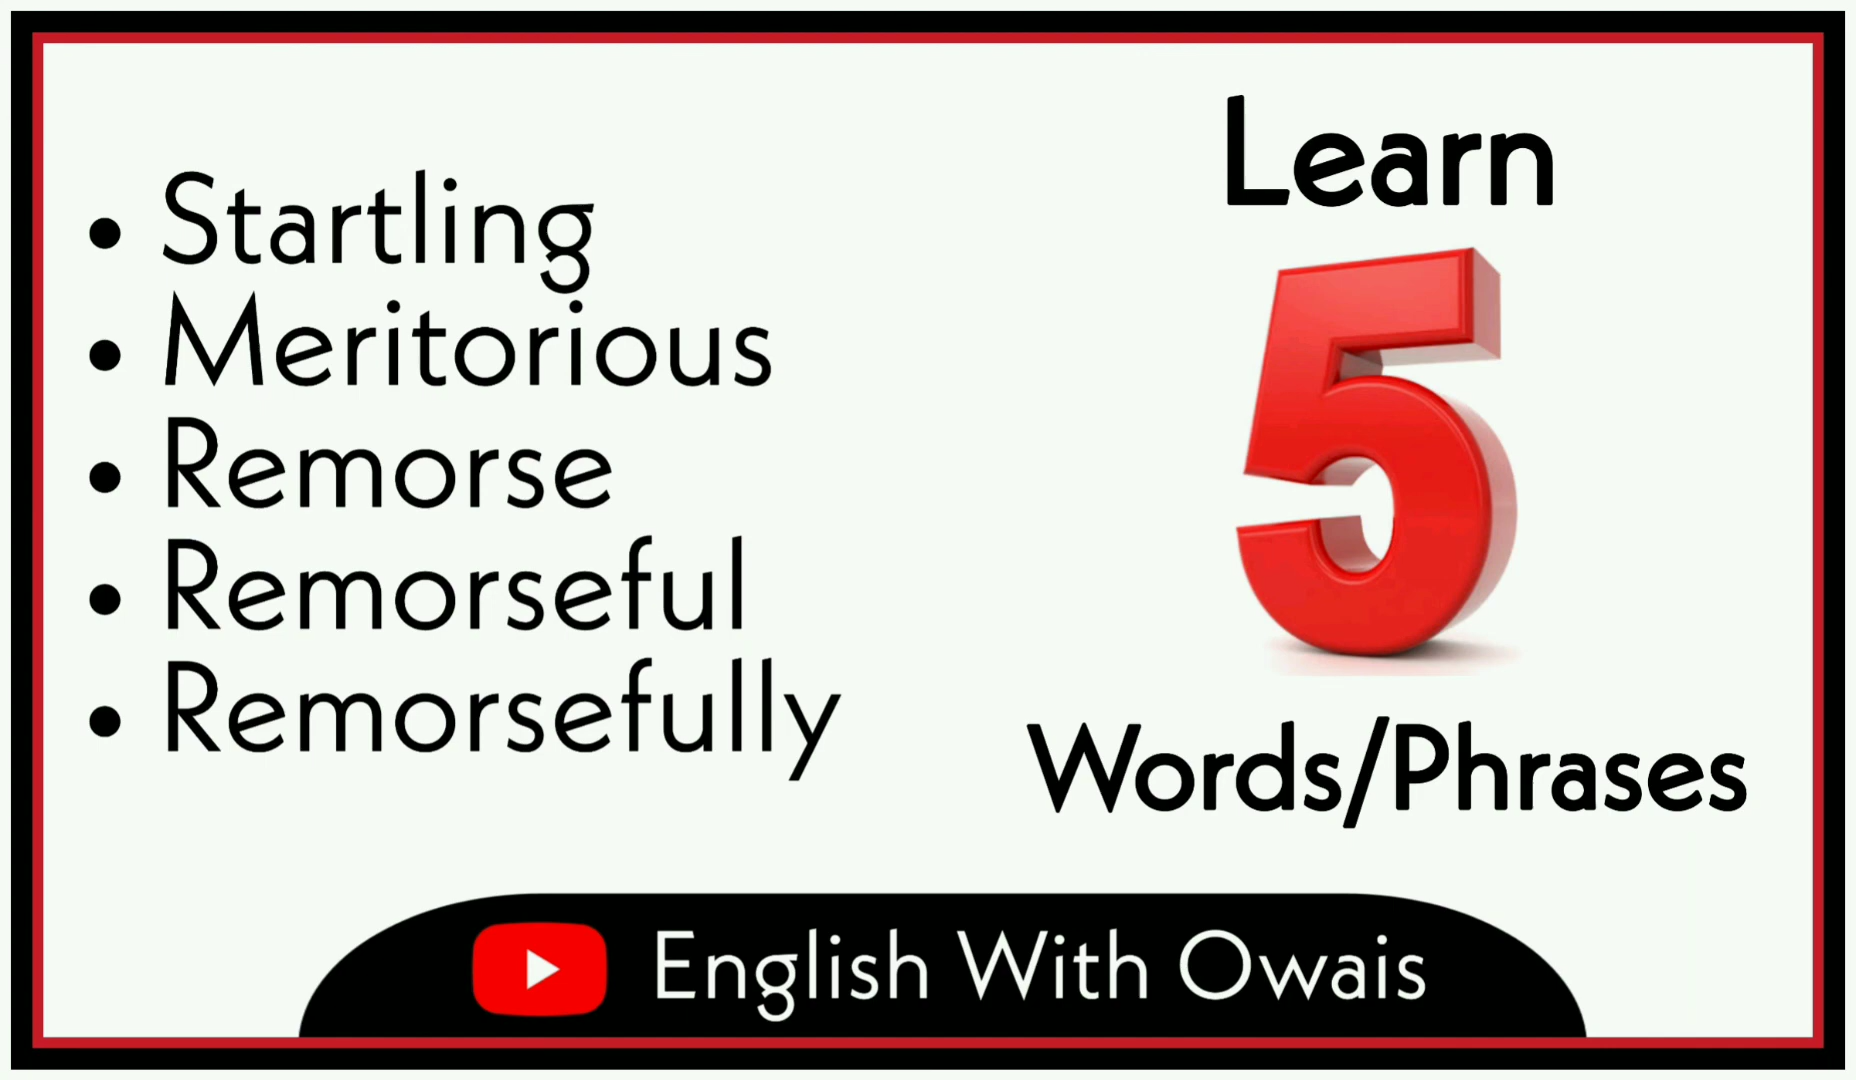 • Startling
• Meritorious
• Remorse
• Remorseful
• Remorsefully
Learn
5
Words/Phrases
English With Owais